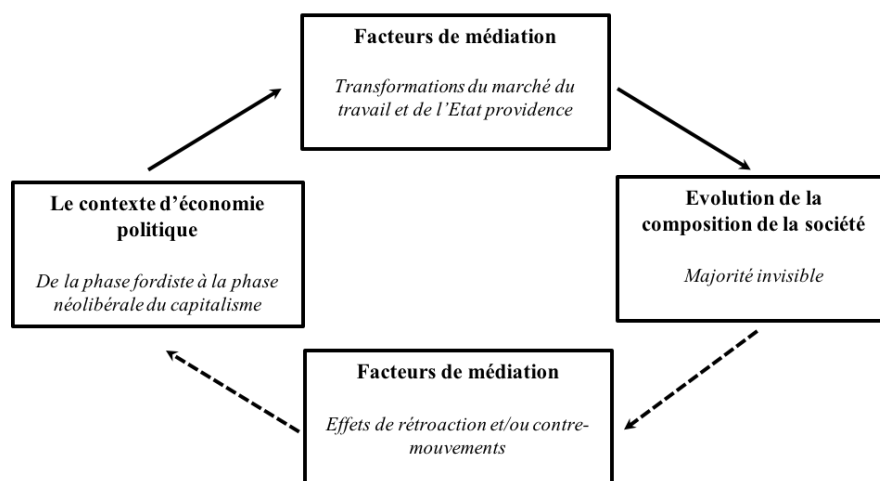 Facteurs de médiation
Transformations du marché du
travail et de l'Etat providence
Le contexte d'économie
politique
De la phase fordiste à la phase
néolibérale du capitalisme
Evolution de la
composition de la société
Majorité invisible
Facteurs de médiation
Effets de rétroaction et/ou contre-
mouvements